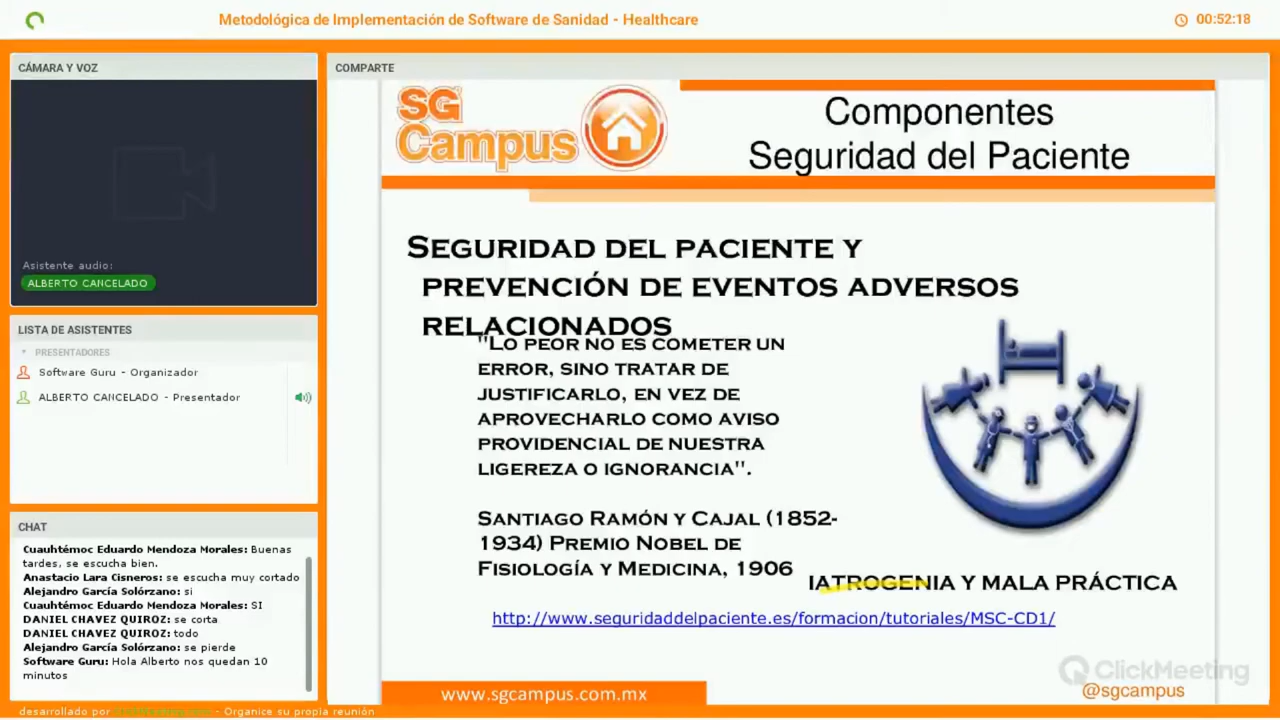 Metodológica de Implementación de Software de Sanidad - Healthcare
00:52:18
CÁMARA Y VOZ
Asistente audio:
ALBERTO CANCELADO
LISTA DE ASISTENTES
PRESENTADORES
Software Guru - Organizador
ALBERTO CANCELADO - Presentador
CHAT
Cuauhtémoc Eduardo Mendoza Morales: Buenas
tardes, se escucha bien.
Anastacio Lara Cisneros: se escucha muy cortado
Alejandro García Solórzano: si
Cuauhtémoc Eduardo Mendoza Morales: SI
DANIEL CHAVEZ QUIROZ: se corta
DANIEL CHAVEZ QUIROZ: todo
Alejandro García Solórzano: se pierde
Software Guru: Hola Alberto nos quedan 10
minutos
COMPARTE
SG
Campus
Componentes
Seguridad del Paciente
SEGURIDAD DEL PACIENTE Y
PREVENCIÓN DE EVENTOS ADVERSOS
RELACIONADOS
"LO PEOR NO ES COMETER UN
ERROR, SINO TRATAR DE
JUSTIFICARLO, EN VEZ DE
APROVECHARLO COMO AVISO
PROVIDENCIAL DE NUESTRA
LIGEREZA O IGNORANCIA".
SANTIAGO RAMÓN Y CAJAL (1852-
1934) PREMIO NOBEL DE
FISIOLOGÍA Y MEDICINA, 1906
IATROGENIA Y MALA PRÁCTICA
http://www.seguridaddelpaciente.es/formacion/tutoriales/MSC-CD1/
ClickMeeting
www.sgcampus.com.mx
@sgcampus
desarrollado por ClickMeeting.com - Organice su propia reunión